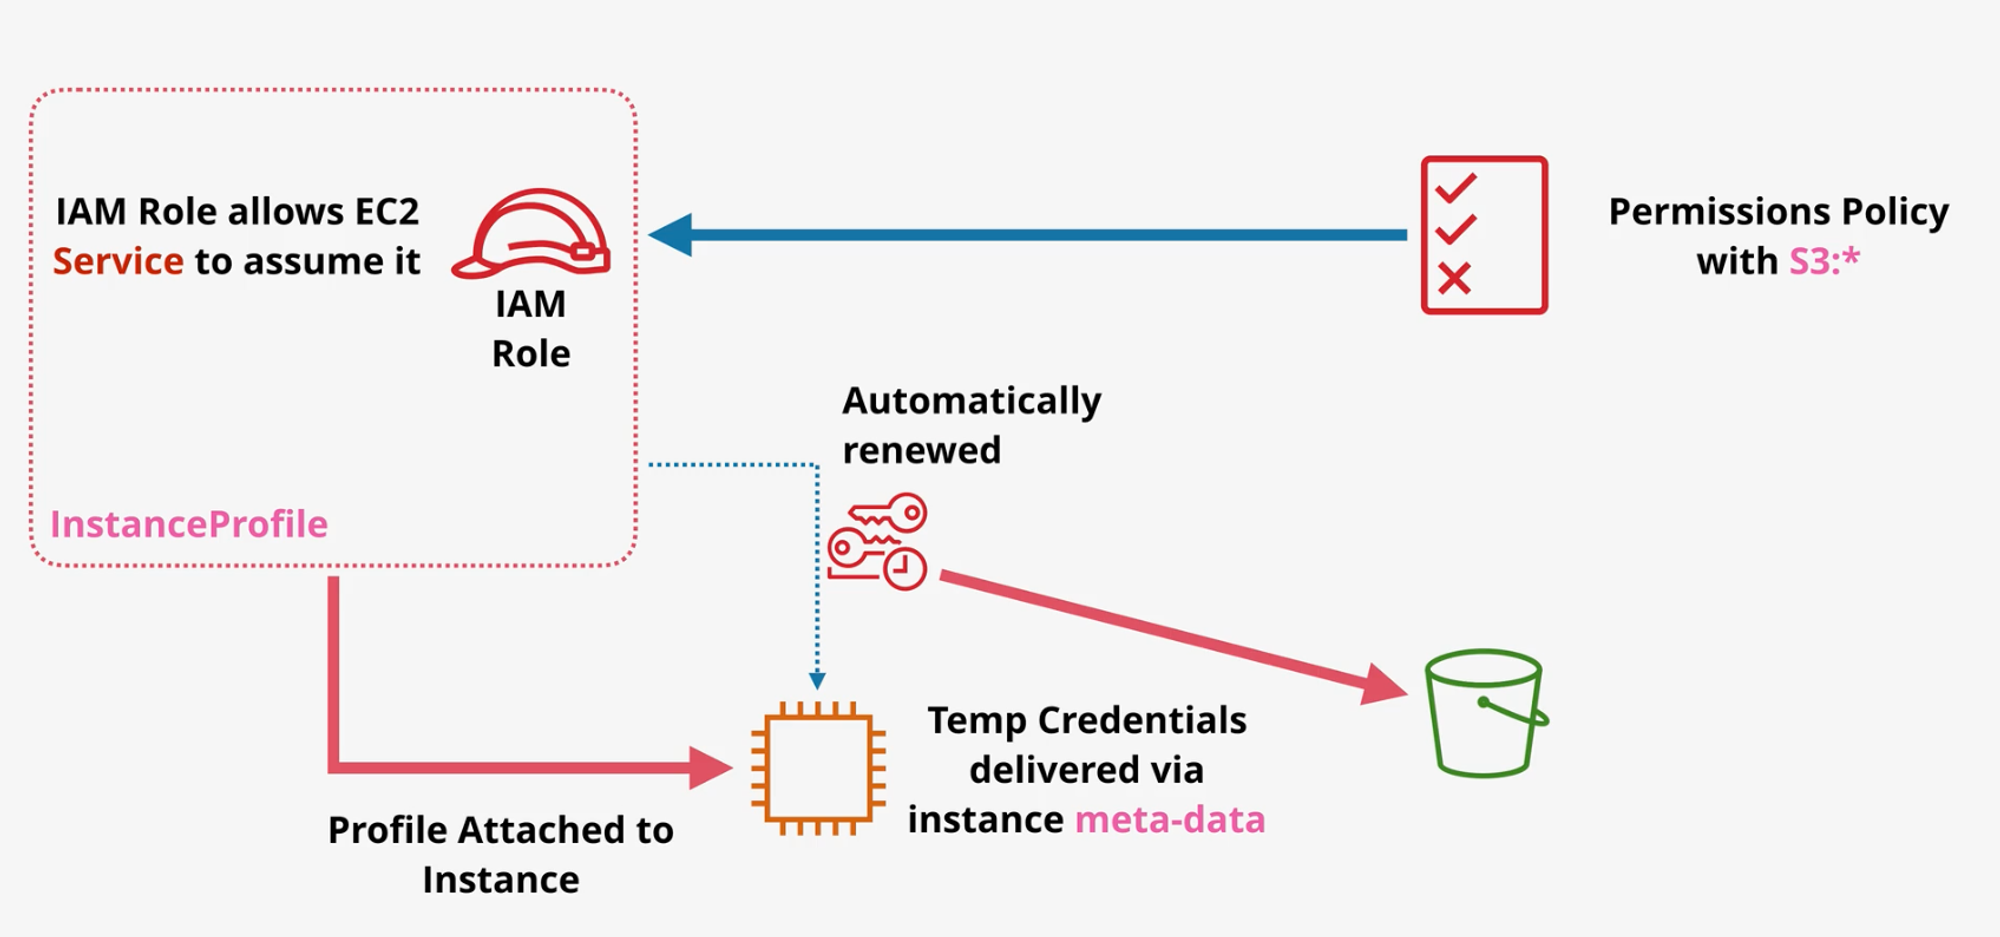 IAM Role allows EC2
Service to assume it
IAM
Role
Permissions Policy
with S3:*
Automatically
renewed
InstanceProfile
Temp Credentials
delivered via
instance meta-data
Profile Attached to
Instance